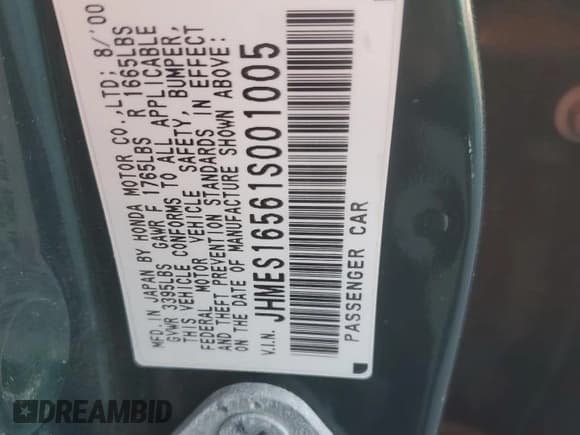 MFD. IN JAPAN BY HONDA MOTOR CO.,LTD; 8/'00
GVWR 3395LBS GAWR F 1765LBS R 1665LBS
THIS VEHICLE CONFORMS TO ALL APPLICABLE
FEDERAL MOTOR VEHICLE SAFETY, BUMPER,
AND THEFT PREVENTION STANDARDS IN EFFECT
ON THE DATE OF MANUFACTURE SHOWN ABOVE:
V.I.N. JHMES16561S001005
PASSENGER CAR
DREAMBID